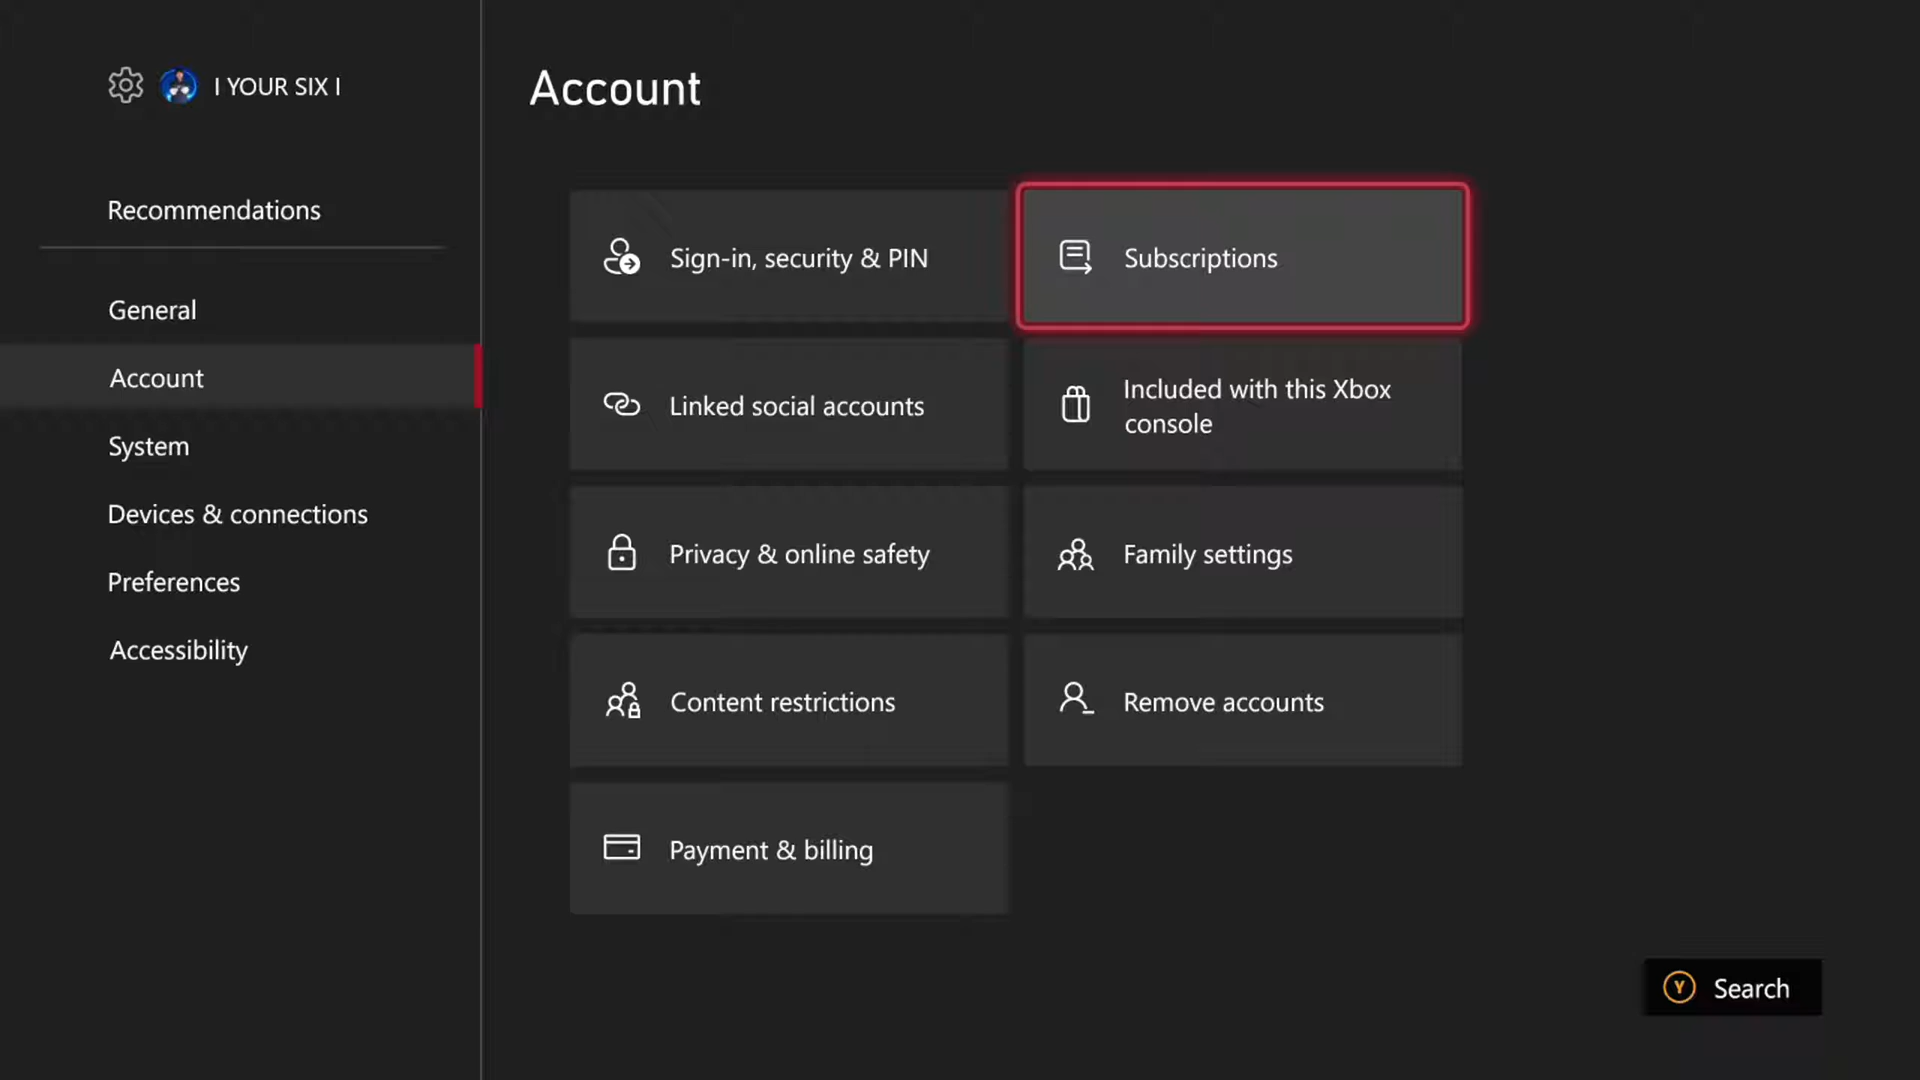 I YOUR SIX I
Recommendations
General
Account
System
Devices & connections
Preferences
Accessibility
Account
Sign-in, security & PIN
Subscriptions
Linked social accounts
Included with this Xbox
console
Privacy & online safety
Family settings
Content restrictions
Remove accounts
Payment & billing
Y Search